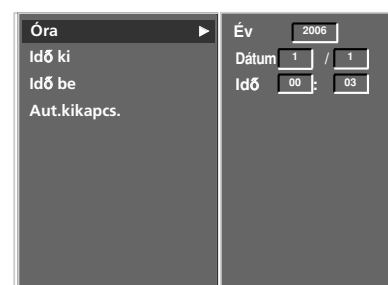 Óra
Idő ki
Idő be
Aut.kikapcs.
Év 2006
Dátum 1 / 1
Idő 00 : 03